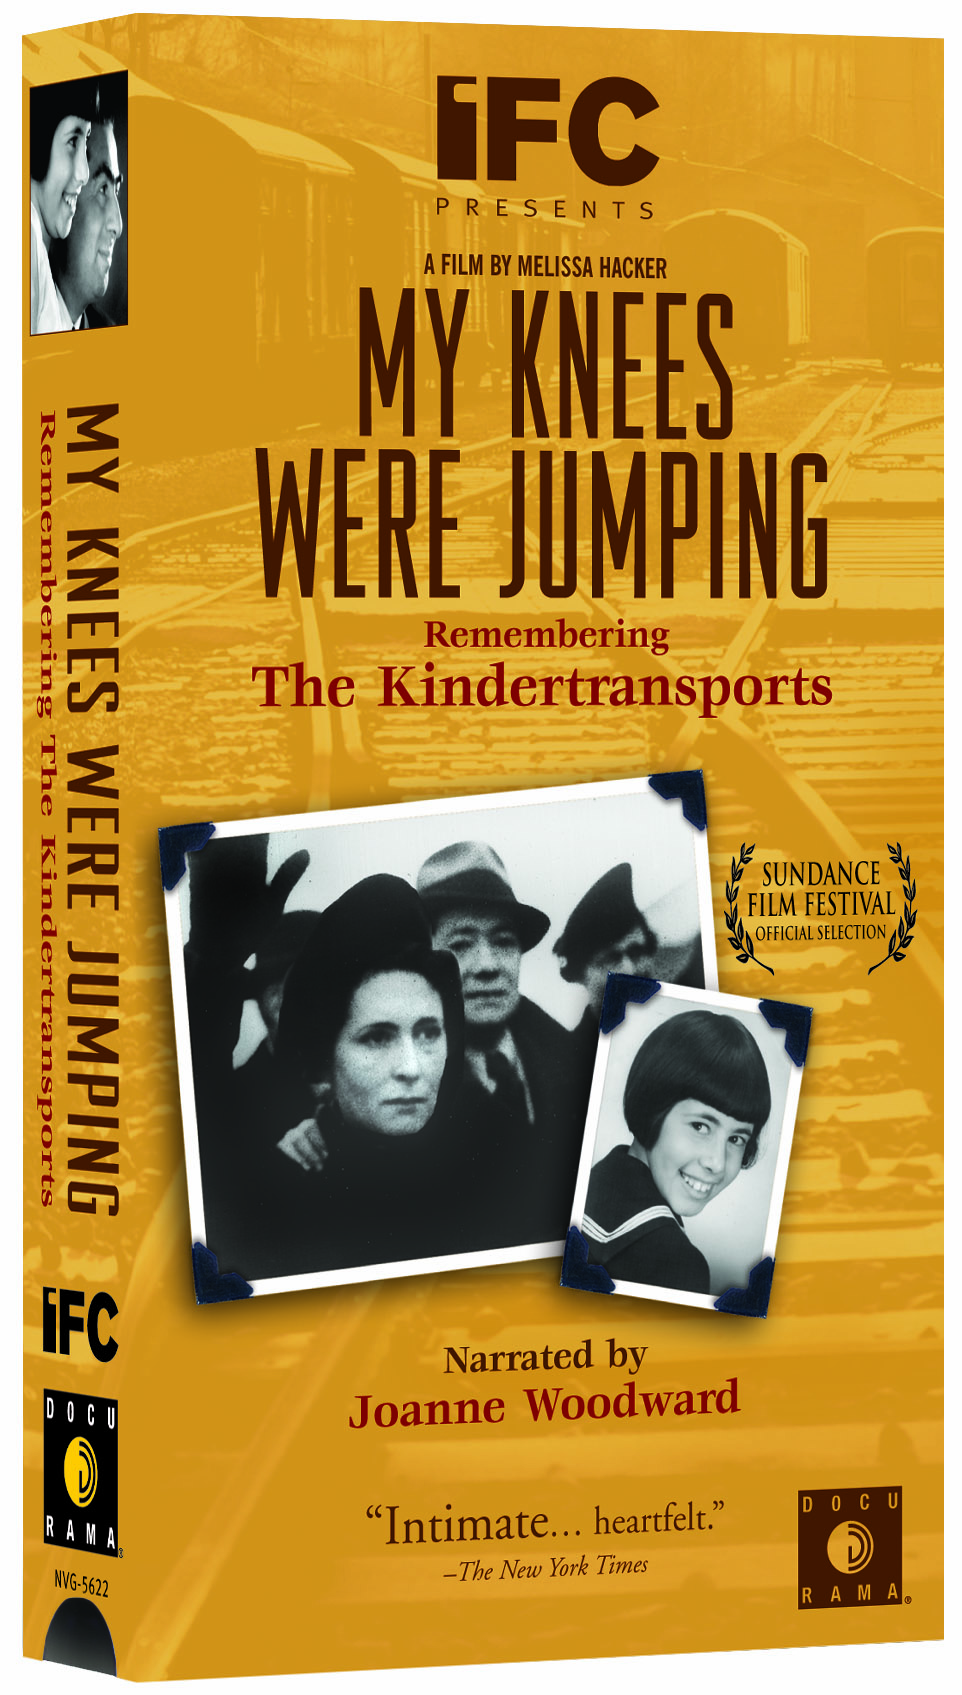 iFC
PRESENTS
A FILM BY MELISSA HACKER
MY KNEES
WERE JUMPING
Remembering
The Kindertransports
SUNDANCE
FILM FESTIVAL
OFFICIAL SELECTION
Narrated by
Joanne Woodward
“Intimate... heartfelt.”
–The New York Times
DOCU
RAMA®
MY KNEES WERE JUMPING
Remembering The Kindertransports
iFC
DOCU
RAMA®
NVG-5622